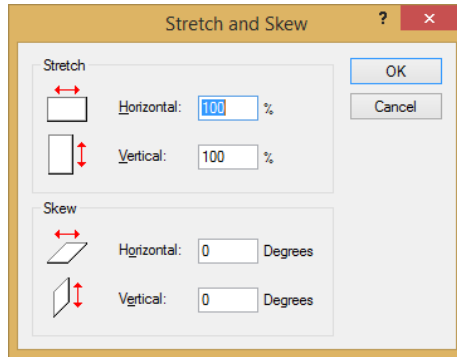 Stretch and Skew ?
Stretch
Horizontal: 100 %
Vertical: 100 %
Skew
Horizontal: 0 Degrees
Vertical: 0 Degrees
OK
Cancel